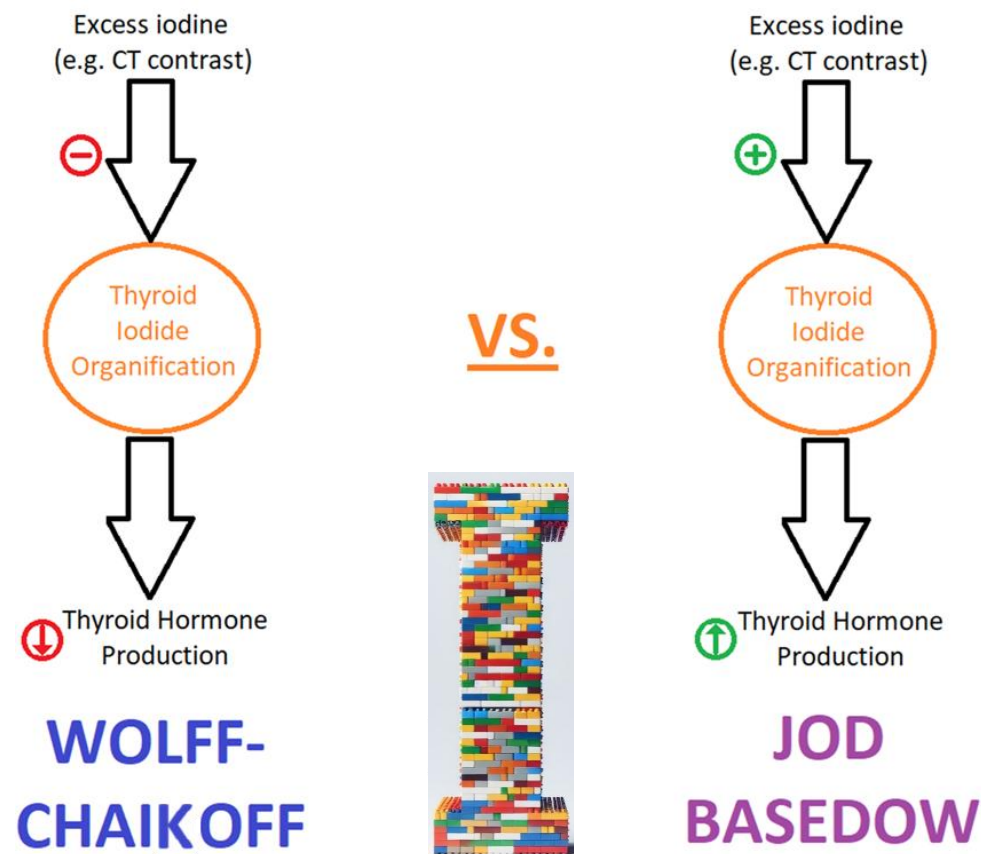 Excess iodine
(e.g. CT contrast)
−
Thyroid
Iodide
Organification
Thyroid Hormone
Production
WOLFF-
CHAIKOFF
VS.
Excess iodine
(e.g. CT contrast)
+
Thyroid
Iodide
Organification
Thyroid Hormone
Production
JOD
BASEDOW